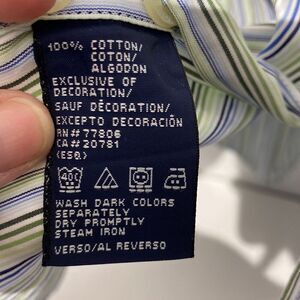 100% COTTON/
COTON/
ALGODON
EXCLUSIVE OF
DECORATION/
SAUF DÉCORATION/
EXCEPTO DECORACIÓN
RN#77806
CA#20781
(ESQ)
40
WASH DARK COLORS
SEPARATELY
DRY PROMPTLY
STEAM IRON
VERSO/AL REVERSO